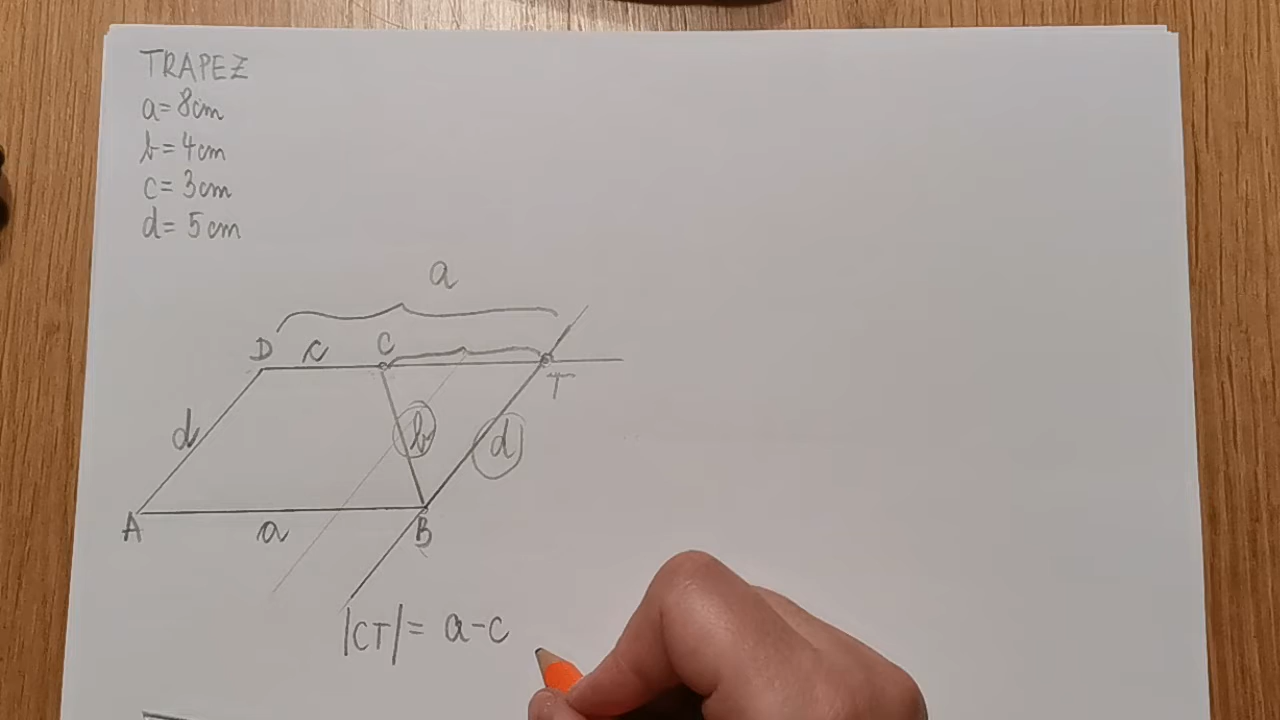 TRAPEZ
a = 8cm
b = 4cm
c = 3cm
d = 5cm
a
D c C
T
d b d
A a B
|CT| = a-c